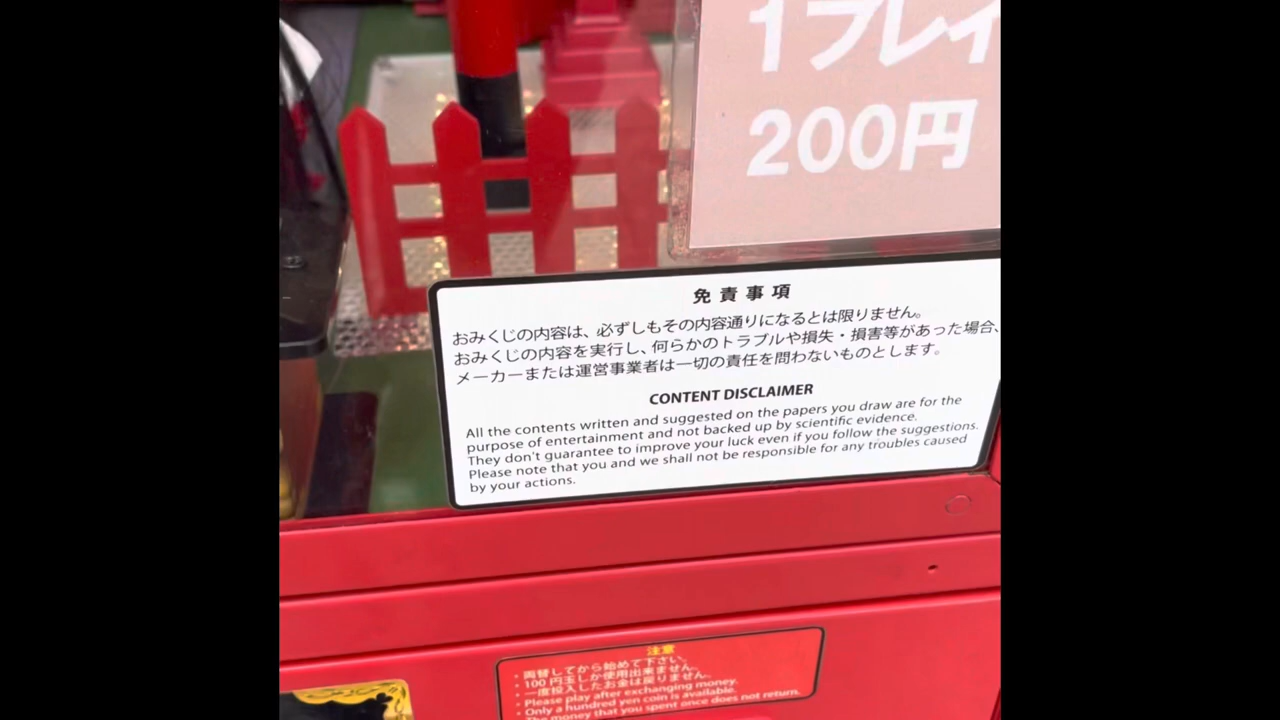 1プレイ
200円
免責事項
おみくじの内容は、必ずしもその内容通りになるとは限りません。
おみくじの内容を実行し、何らかのトラブルや損失・損害等があった場合、
メーカーまたは運営事業者は一切の責任を問わないものとします。
CONTENT DISCLAIMER
All the contents written and suggested on the papers you draw are for the
purpose of entertainment and not backed up by scientific evidence.
They don't guarantee to improve your luck even if you follow the suggestions.
Please note that you and we shall not be responsible for any troubles caused
by your actions.
注意
・両替してから始めて下さい。
・100円玉しか使用出来ません。
・一度投入したお金は戻りません。
・Please play after exchanging money.
・Only a hundred yen coin is available.
・The money that you spent once does not return.